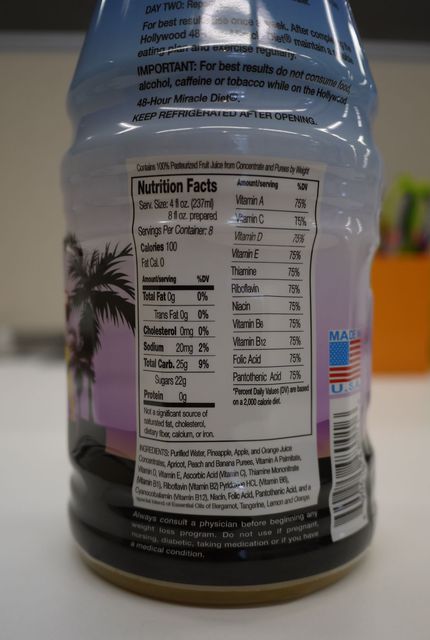 DAY TWO: Rep
For best resul use once week. After comple
Hollywood 48 Diet® maintain a
eating plan and exercise regularly.
IMPORTANT: For best results do not consume food,
alcohol, caffeine or tobacco while on the Hollywood
48-Hour Miracle Diet®.
KEEP REFRIGERATED AFTER OPENING.
Contains 100% Pasteurized Fruit Juice from Concentrate and Purees by Weight
Nutrition Facts
Serv. Size: 4 fl oz. (237ml)
8 fl oz. prepared
Servings Per Container: 8
Calories 100
Fat Cal. 0
Amount/serving %DV
Total Fat 0g 0%
Trans Fat 0g 0%
Cholesterol 0mg 0%
Sodium 20mg 2%
Total Carb. 25g 9%
Sugars 22g
Protein 0g
Not a significant source of
saturated fat, cholesterol,
dietary fiber, calcium, or iron.
Amount/serving %DV
Vitamin A 75%
Vitamin C 75%
Vitamin D 75%
Vitamin E 75%
Thiamine 75%
Riboflavin 75%
Niacin 75%
Vitamin B6 75%
Vitamin B12 75%
Folic Acid 75%
Pantothenic Acid 75%
*Percent Daily Values (DV) are based
on a 2,000 calorie diet.
INGREDIENTS: Purified Water, Pineapple, Apple, and Orange Juice
Concentrates, Apricot, Peach and Banana Purees, Vitamin A Palmitate,
Vitamin D, Vitamin E, Ascorbic Acid (Vitamin C), Thiamine Mononitrate
(Vitamin B1), Riboflavin (Vitamin B2) Pyridoxine HCL (Vitamin B6),
Cyanocobalamin (Vitamin B12), Niacin, Folic Acid, Pantothenic Acid, and a
Special Blend of Essential Oils of Bergamot, Tangerine, Lemon and Orange.
MADE
U.S.
Always consult a physician before beginning any
weight loss program. Do not use if pregnant,
nursing, diabetic, taking medication or if you have
a medical condition.